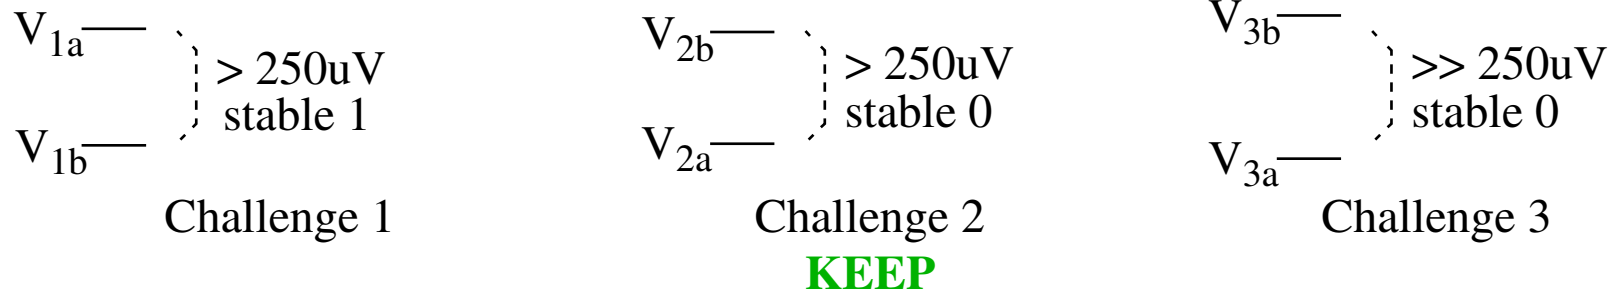 V1a
> 250uV
stable 1
V1b
Challenge 1
V2b
> 250uV
stable 0
V2a
Challenge 2
KEEP
V3b
>> 250uV
stable 0
V3a
Challenge 3